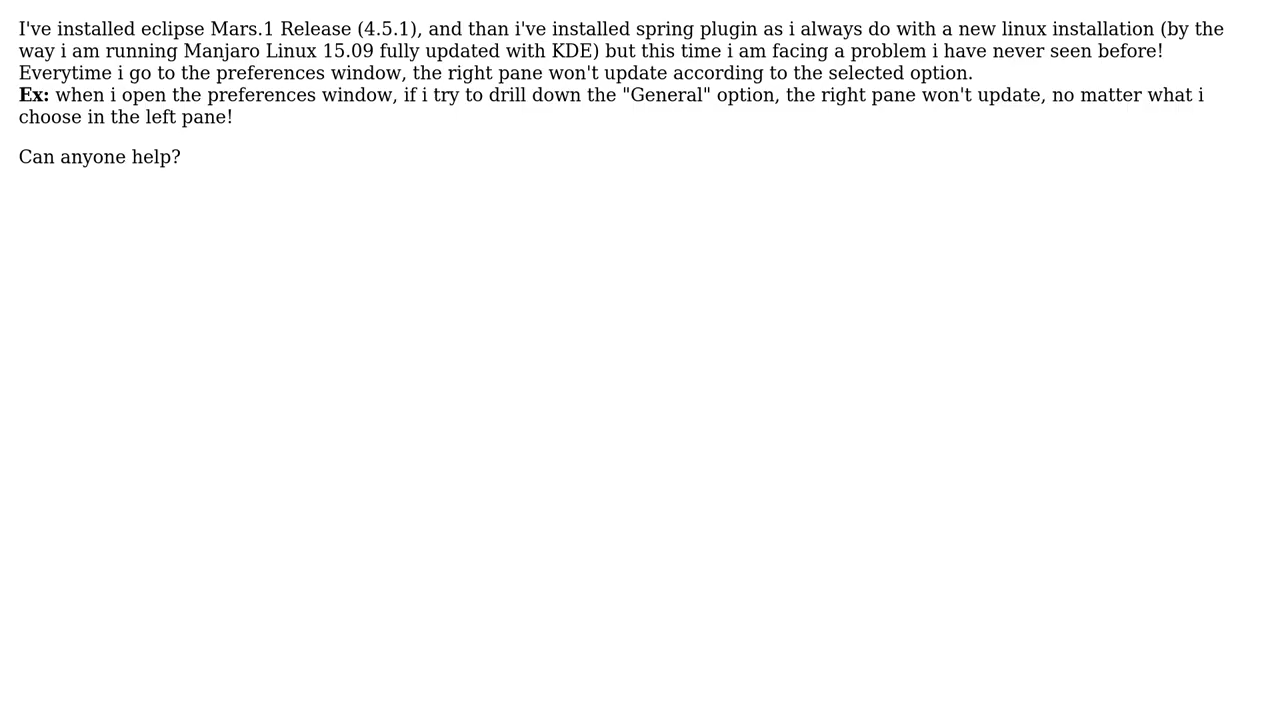 I've installed eclipse Mars.1 Release (4.5.1), and than i've installed spring plugin as i always do with a new linux installation (by the
way i am running Manjaro Linux 15.09 fully updated with KDE) but this time i am facing a problem i have never seen before!
Everytime i go to the preferences window, the right pane won't update according to the selected option.
Ex: when i open the preferences window, if i try to drill down the "General" option, the right pane won't update, no matter what i
choose in the left pane!
Can anyone help?